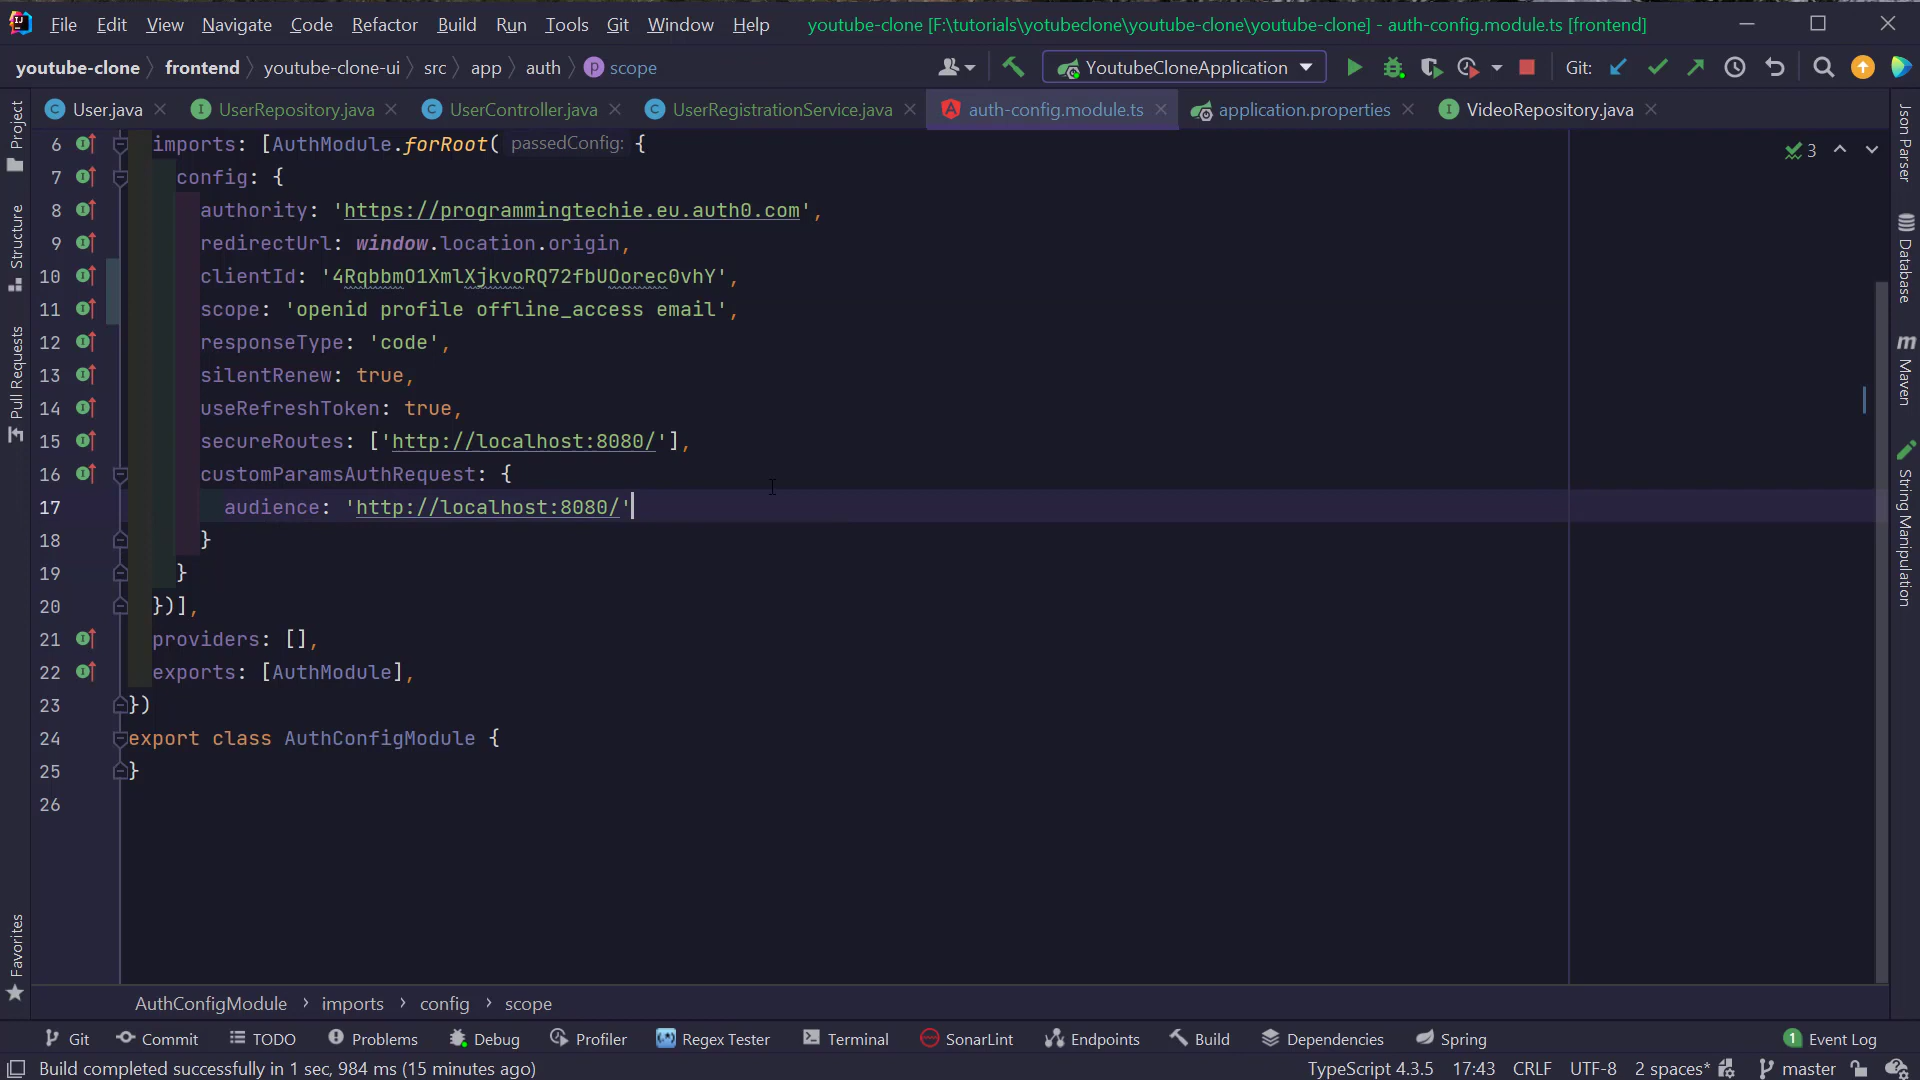 File Edit View Navigate Code Refactor Build Run Tools Git Window Help youtube-clone [F:\tutorials\yotubeclone\youtube-clone\youtube-clone] - auth-config.module.ts [frontend]
youtube-clone frontend youtube-clone-ui src app auth scope YoutubeCloneApplication Git:
User.java UserRepository.java UserController.java UserRegistrationService.java auth-config.module.ts application.properties VideoRepository.java
Project
Structure
Pull Requests
Favorites
6 imports: [AuthModule.forRoot( passedConfig: {
7 config: {
8 authority: 'https://programmingtechie.eu.auth0.com',
9 redirectUrl: window.location.origin,
10 clientId: '4RqbbmO1XmlXjkvoRQ72fbUOorec0vhY',
11 scope: 'openid profile offline_access email',
12 responseType: 'code',
13 silentRenew: true,
14 useRefreshToken: true,
15 secureRoutes: ['http://localhost:8080/'],
16 customParamsAuthRequest: {
17 audience: 'http://localhost:8080/'
18 }
19 }
20 })],
21 providers: [],
22 exports: [AuthModule],
23 })
24 export class AuthConfigModule {
25 }
26
3
Json Parser
Database
Maven
String Manipulation
AuthConfigModule › imports › config › scope
Git Commit TODO Problems Debug Profiler Regex Tester Terminal SonarLint Endpoints Build Dependencies Spring 1 Event Log
Build completed successfully in 1 sec, 984 ms (15 minutes ago) TypeScript 4.3.5 17:43 CRLF UTF-8 2 spaces* master